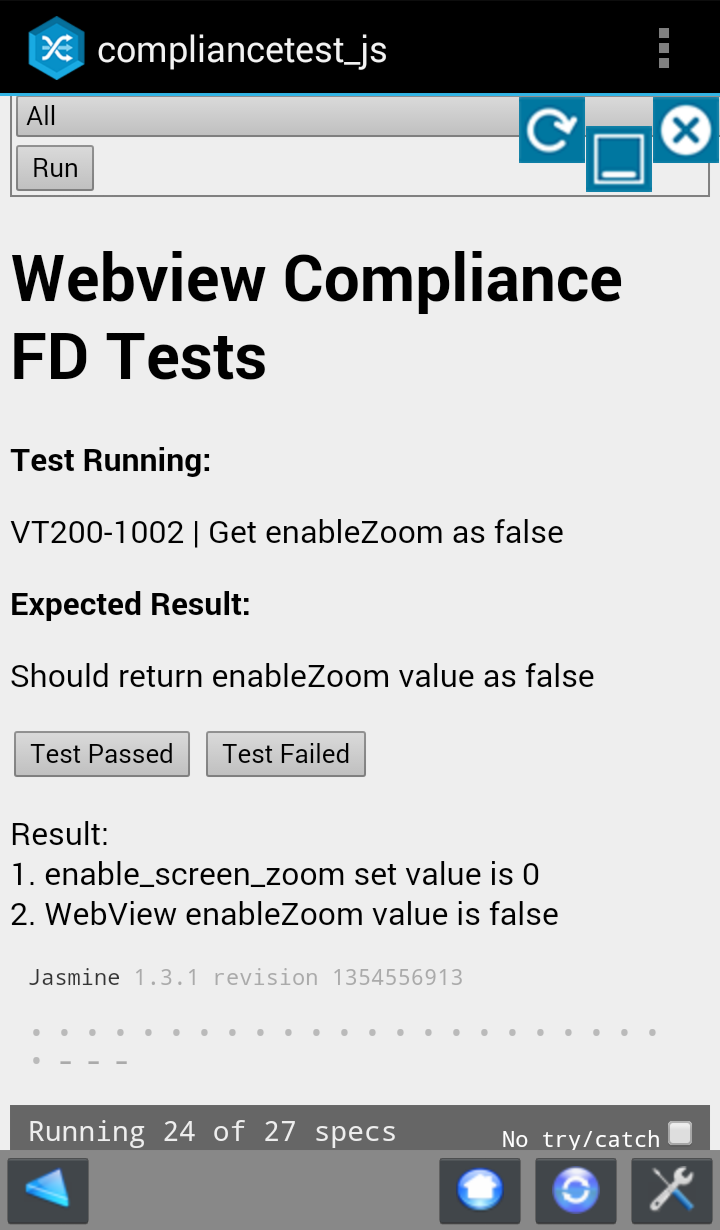 compliancetest_js
All
Run
Webview Compliance
FD Tests
Test Running:
VT200-1002 | Get enableZoom as false
Expected Result:
Should return enableZoom value as false
Test Passed Test Failed
Result:
1. enable_screen_zoom set value is 0
2. WebView enableZoom value is false
Jasmine 1.3.1 revision 1354556913
Running 24 of 27 specs No try/catch